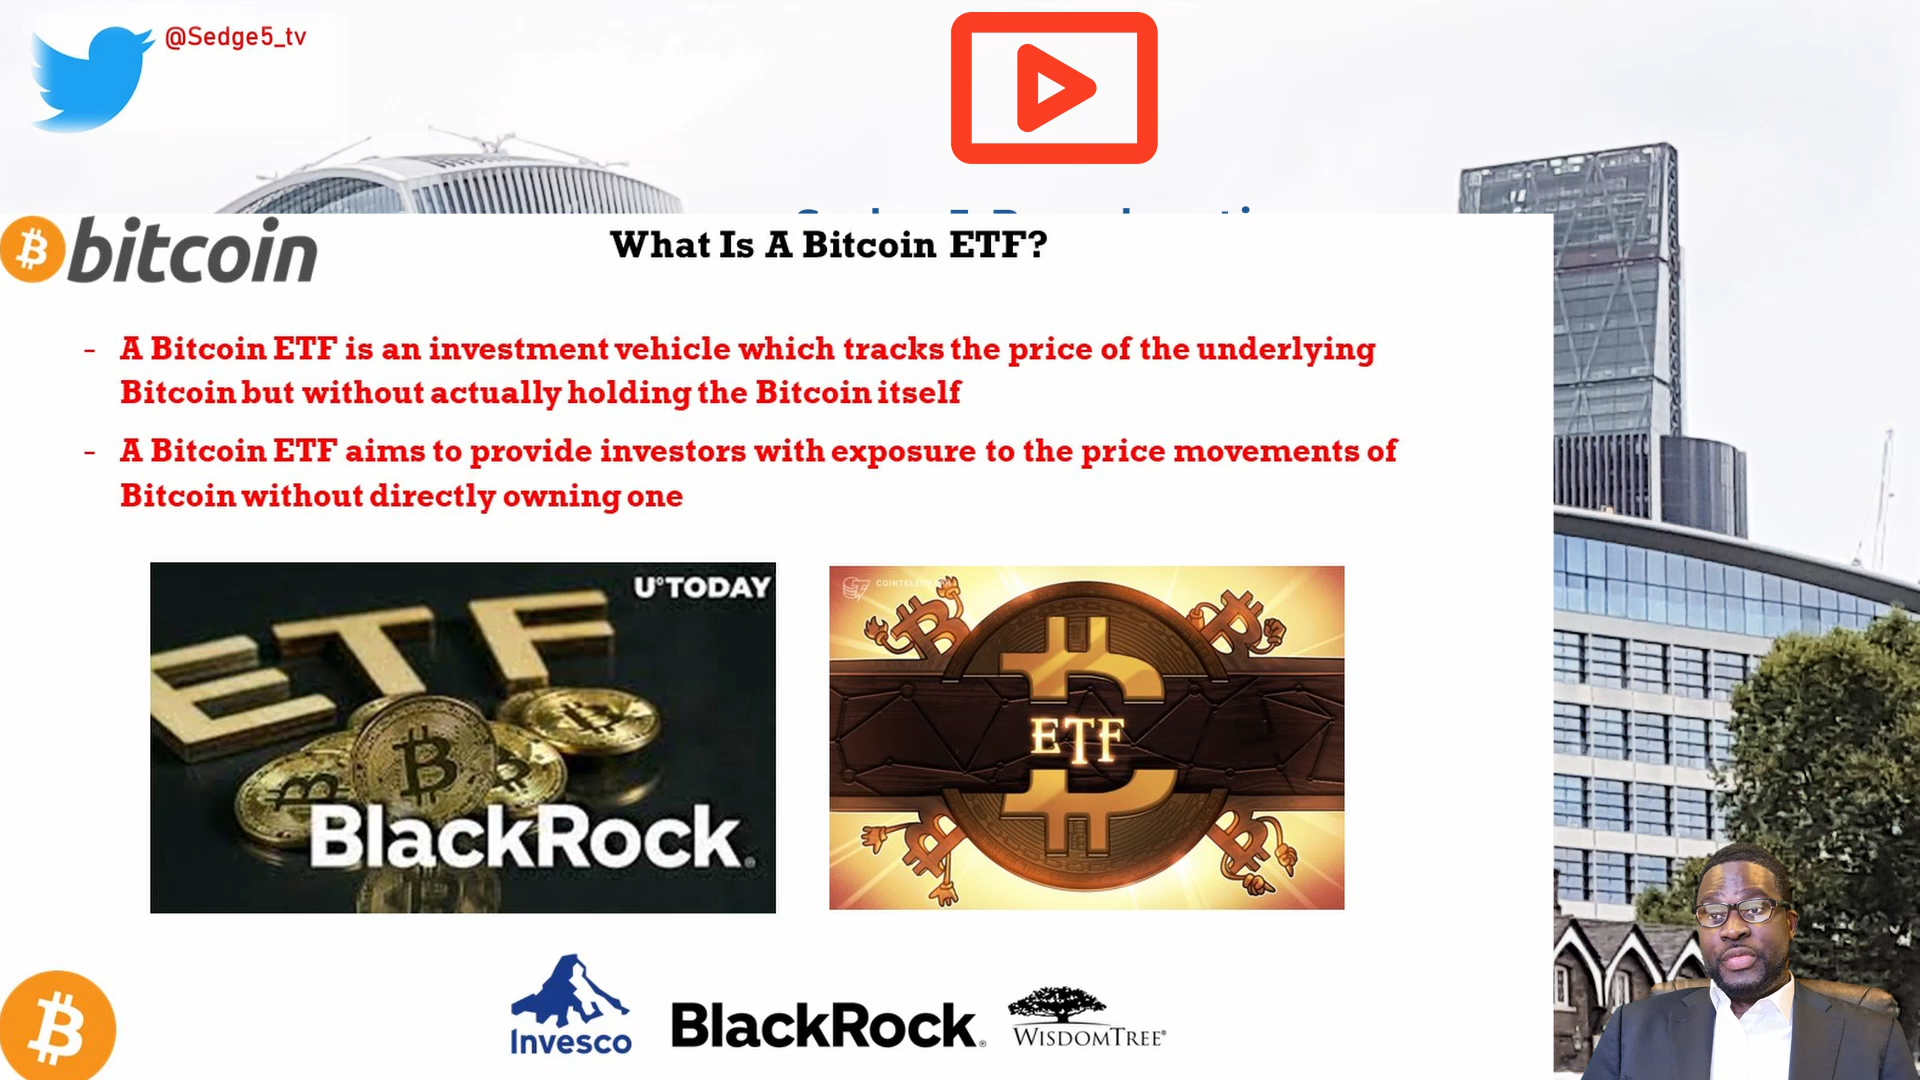 @Sedge5_tv
bitcoin
What Is A Bitcoin ETF?
- A Bitcoin ETF is an investment vehicle which tracks the price of the underlying
Bitcoin but without actually holding the Bitcoin itself
- A Bitcoin ETF aims to provide investors with exposure to the price movements of
Bitcoin without directly owning one
U°TODAY
ETF
BlackRock®
COINTELEGRAPH
ETF
Invesco
BlackRock®
WISDOMTREE®